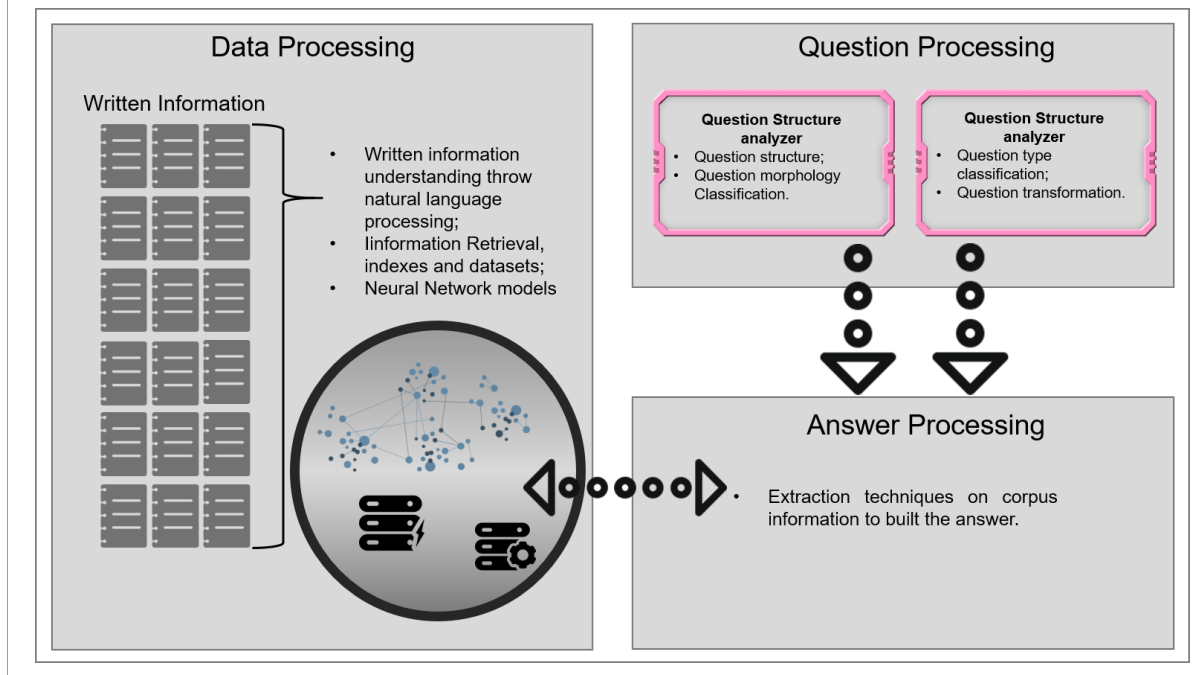 Data Processing
Written Information
• Written information
understanding throw
natural language
processing;
• Iinformation Retrieval,
indexes and datasets;
• Neural Network models
Question Processing
Question Structure
analyzer
• Question structure;
• Question morphology
Classification.
Question Structure
analyzer
• Question type
classification;
• Question transformation.
Answer Processing
• Extraction techniques on corpus
information to built the answer.